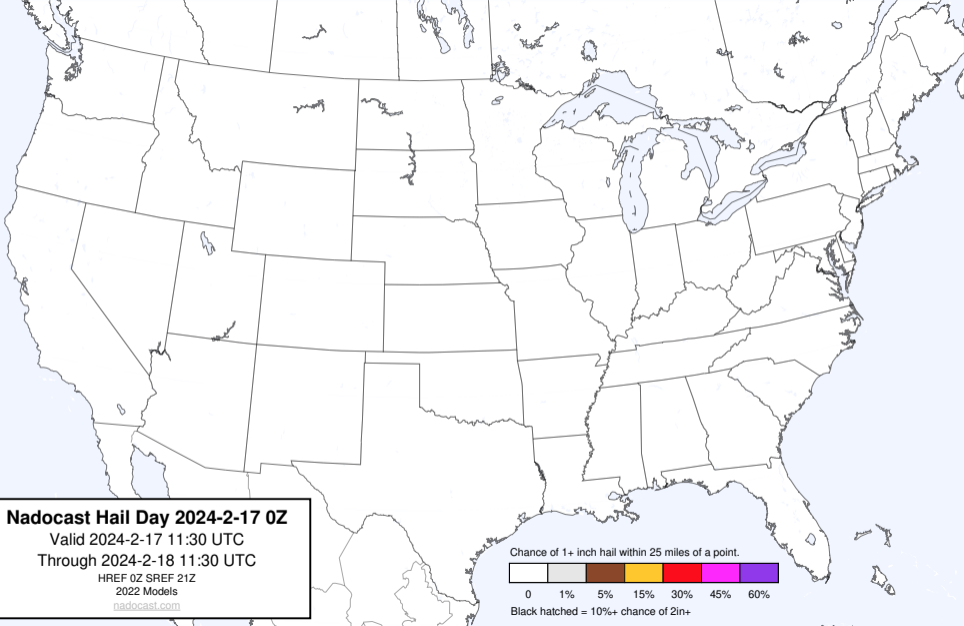 Nadocast Hail Day 2024-2-17 0Z
Valid 2024-2-17 11:30 UTC
Through 2024-2-18 11:30 UTC
HREF 0Z SREF 21Z
2022 Models
nadocast.com
Chance of 1+ inch hail within 25 miles of a point.
0 1% 5% 15% 30% 45% 60%
Black hatched = 10%+ chance of 2in+